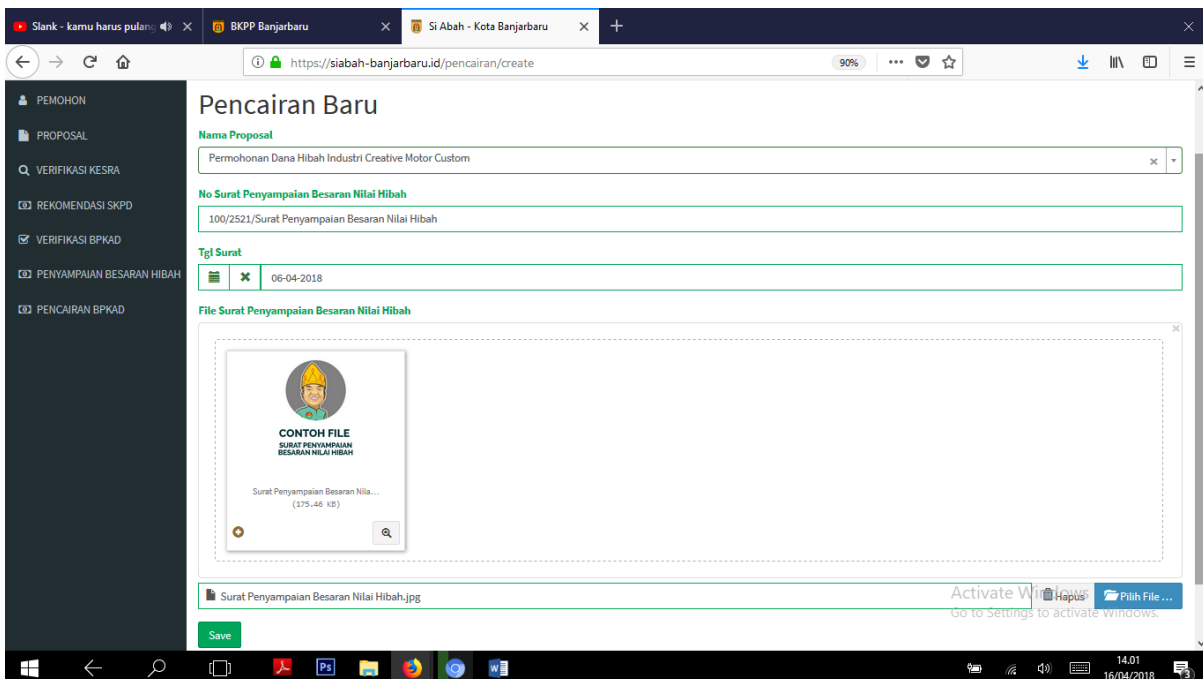 Slank - kamu harus pulang
BKPP Banjarbaru
Si Abah - Kota Banjarbaru
https://siabah-banjarbaru.id/pencairan/create
90%
PEMOHON
PROPOSAL
VERIFIKASI KESRA
REKOMENDASI SKPD
VERIFIKASI BPKAD
PENYAMPAIAN BESARAN HIBAH
PENCAIRAN BPKAD
Pencairan Baru
Nama Proposal
Permohonan Dana Hibah Industri Creative Motor Custom
No Surat Penyampaian Besaran Nilai Hibah
100/2521/Surat Penyampaian Besaran Nilai Hibah
Tgl Surat
06-04-2018
File Surat Penyampaian Besaran Nilai Hibah
CONTOH FILE
SURAT PENYAMPAIAN
BESARAN NILAI HIBAH
Surat Penyampaian Besaran Nila...
(175.46 KB)
Surat Penyampaian Besaran Nilai Hibah.jpg
Hapus
Pilih File ...
Activate Windows
Go to Settings to activate Windows.
Save
Ps
14.01
16/04/2018
3